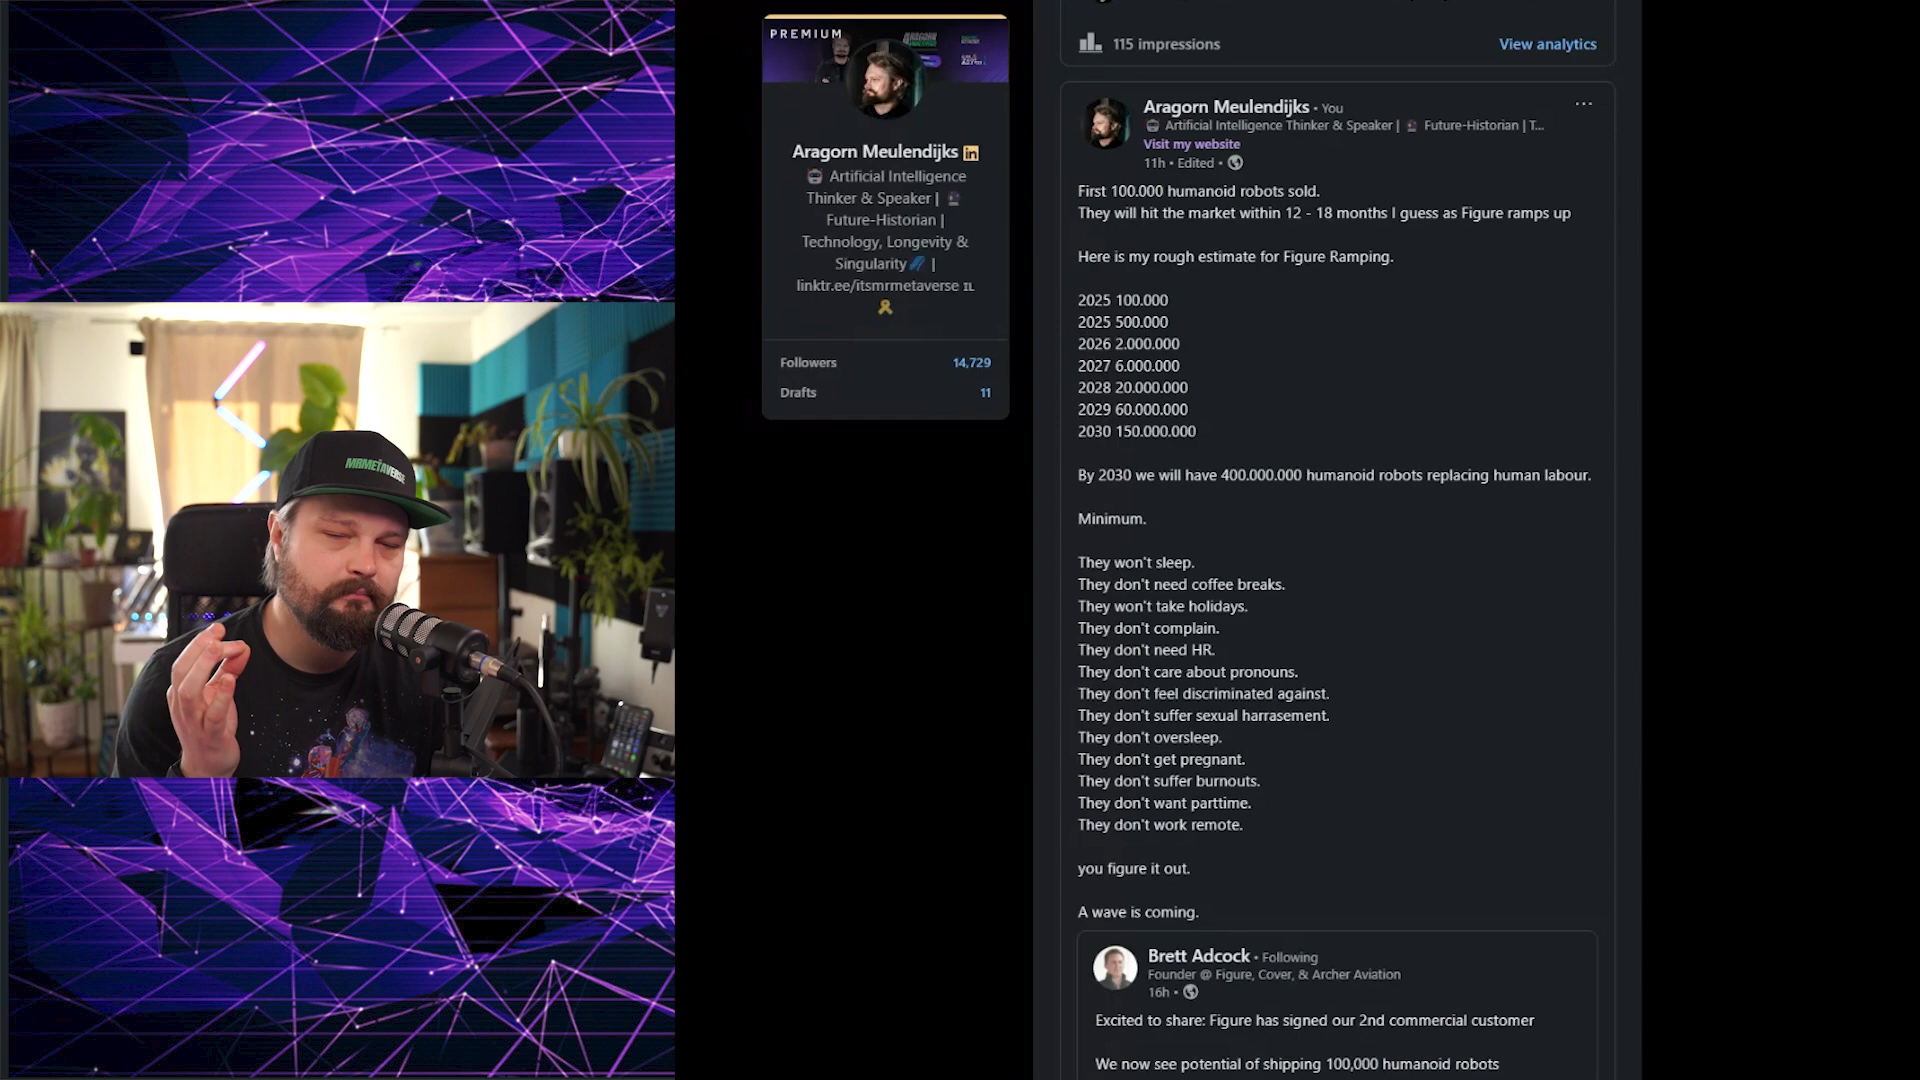 PREMIUM
Aragorn Meulendijks in
Artificial Intelligence
Thinker & Speaker |
Future-Historian |
Technology, Longevity &
Singularity |
linktr.ee/itsmrmetaverse IL
Followers 14,729
Drafts 11
MRMETAVERSE
115 impressions View analytics
Aragorn Meulendijks • You
Artificial Intelligence Thinker & Speaker | Future-Historian | T...
Visit my website
11h • Edited •
First 100.000 humanoid robots sold.
They will hit the market within 12 - 18 months I guess as Figure ramps up
Here is my rough estimate for Figure Ramping.
2025 100.000
2025 500.000
2026 2.000.000
2027 6.000.000
2028 20.000.000
2029 60.000.000
2030 150.000.000
By 2030 we will have 400.000.000 humanoid robots replacing human labour.
Minimum.
They won't sleep.
They don't need coffee breaks.
They won't take holidays.
They don't complain.
They don't need HR.
They don't care about pronouns.
They don't feel discriminated against.
They don't suffer sexual harrasement.
They don't oversleep.
They don't get pregnant.
They don't suffer burnouts.
They don't want parttime.
They don't work remote.
you figure it out.
A wave is coming.
Brett Adcock • Following
Founder @ Figure, Cover, & Archer Aviation
16h •
Excited to share: Figure has signed our 2nd commercial customer
We now see potential of shipping 100,000 humanoid robots